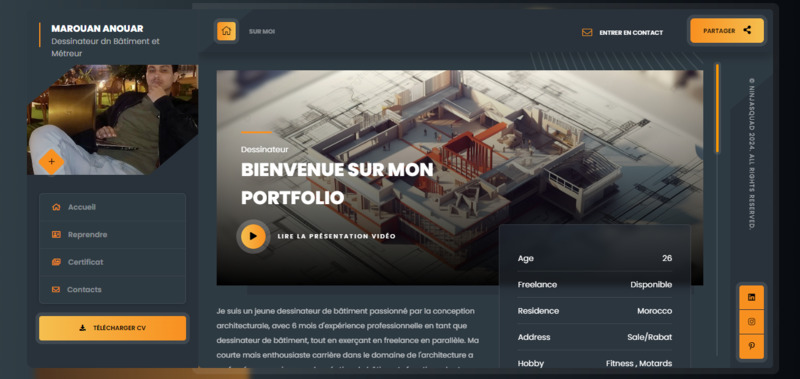 MAROUAN ANOUAR
Dessinateur dn Bâtiment et
Métreur
SUR MOI
ENTRER EN CONTACT
PARTAGER
Accueil
Reprendre
Certificat
Contacts
TÉLÉCHARGER CV
Dessinateur
BIENVENUE SUR MON
PORTFOLIO
LIRE LA PRÉSENTATION VIDÉO
Age 26
Freelance Disponible
Residence Morocco
Address Sale/Rabat
Hobby Fitness , Motards
Je suis un jeune dessinateur de bâtiment passionné par la conception
architecturale, avec 6 mois d'expérience professionnelle en tant que
dessinateur de bâtiment, tout en exerçant en freelance en parallèle. Ma
courte mais enthousiaste carrière dans le domaine de l'architecture a
© NINJASQUAD 2024. ALL RIGHTS RESERVED.